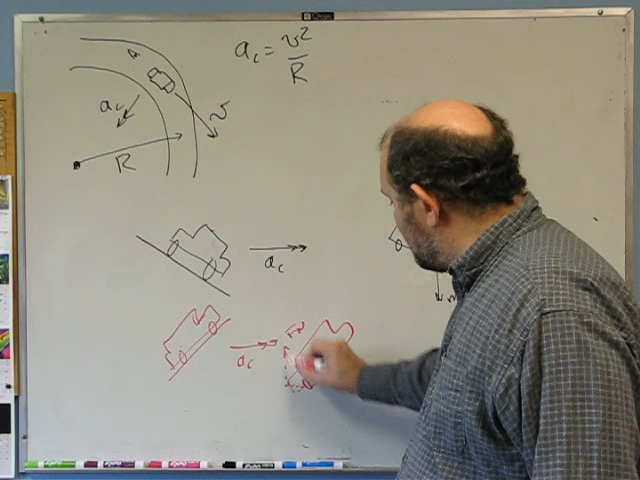 a_c = v²/R
a_c
v
R
a_c
m
a_c